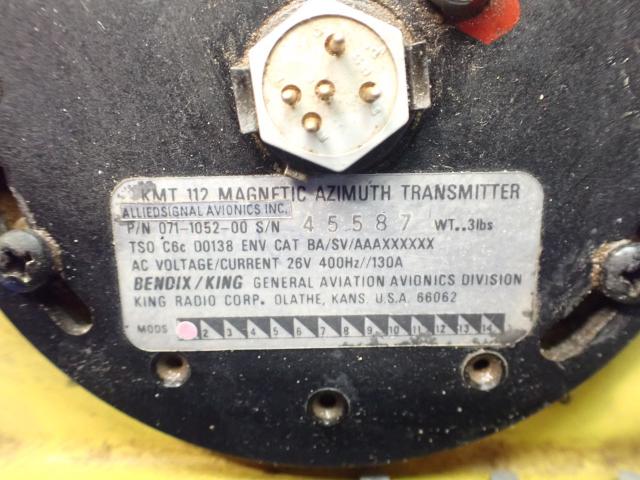 KMT 112 MAGNETIC AZIMUTH TRANSMITTER
ALLIEDSIGNAL AVIONICS INC.
P/N 071-1052-00 S/N 45587 WT..3lbs
TSO C6c 00138 ENV CAT BA/SV/AAAXXXXXX
AC VOLTAGE/CURRENT 26V 400Hz//130A
BENDIX/KING GENERAL AVIATION AVIONICS DIVISION
KING RADIO CORP. OLATHE, KANS. U.S.A. 66062
MODS 2 3 4 5 6 7 8 9 10 11 12 13 14